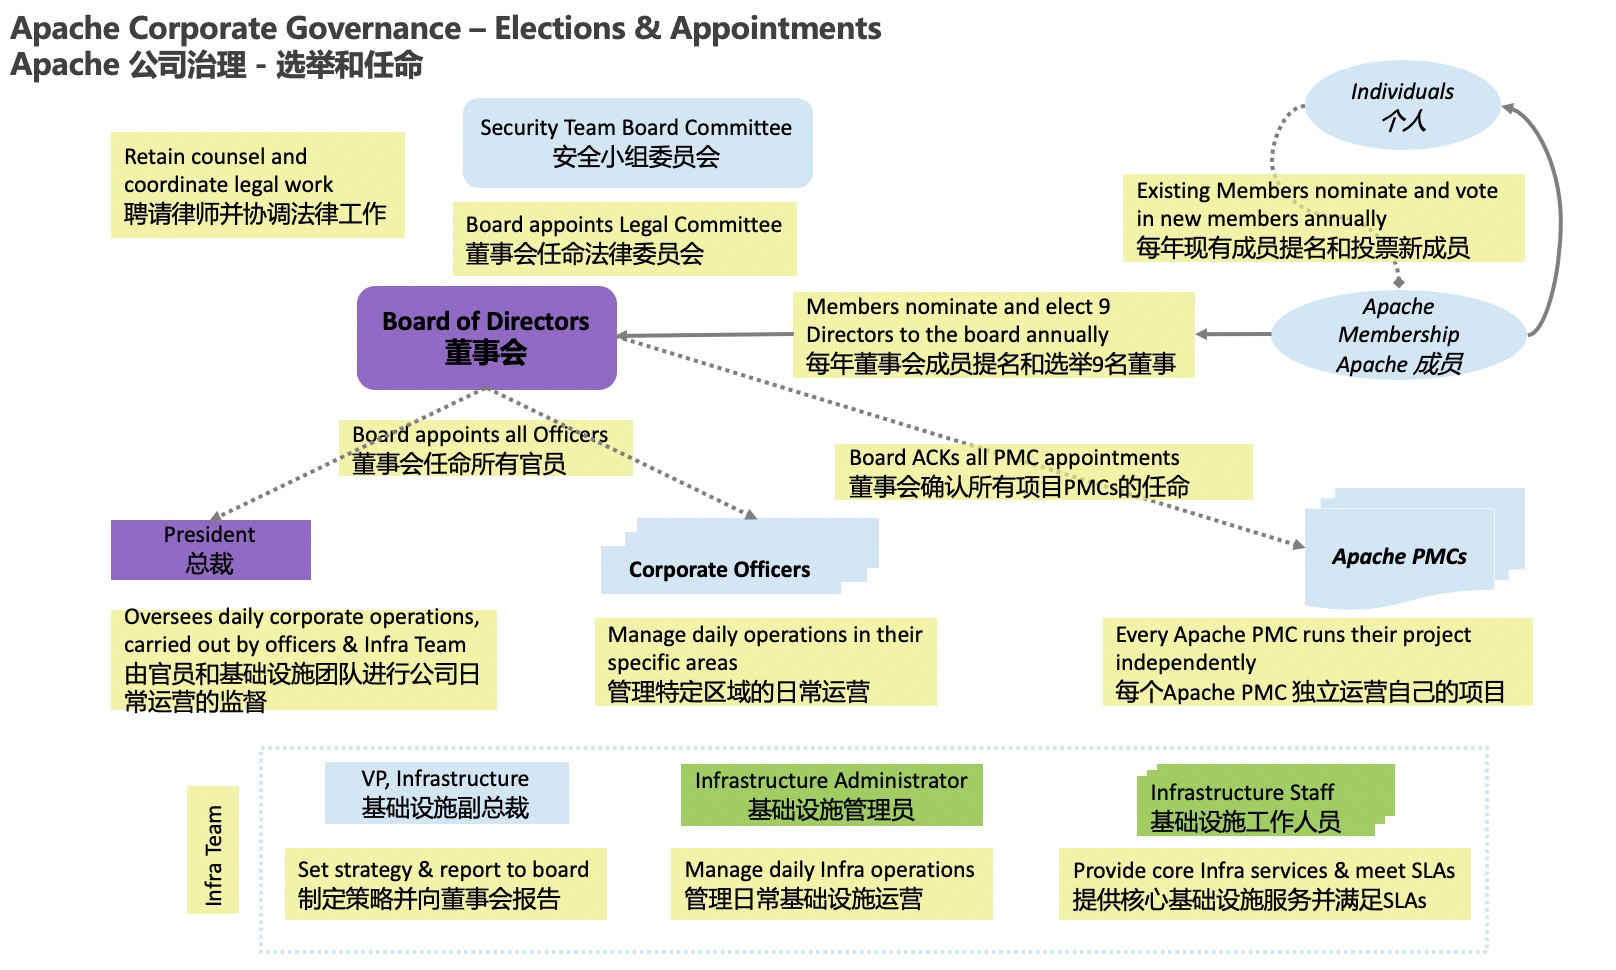 Apache Corporate Governance – Elections & Appointments
Apache 公司治理 - 选举和任命
Individuals
个人
Security Team Board Committee
安全小组委员会
Retain counsel and
coordinate legal work
聘请律师并协调法律工作
Existing Members nominate and vote
in new members annually
每年现有成员提名和投票新成员
Board appoints Legal Committee
董事会任命法律委员会
Board of Directors
董事会
Members nominate and elect 9
Directors to the board annually
每年董事会成员提名和选举9名董事
Apache
Membership
Apache 成员
Board appoints all Officers
董事会任命所有官员
Board ACKs all PMC appointments
董事会确认所有项目PMCs的任命
President
总裁
Corporate Officers
Apache PMCs
Oversees daily corporate operations,
carried out by officers & Infra Team
由官员和基础设施团队进行公司日
常运营的监督
Manage daily operations in their
specific areas
管理特定区域的日常运营
Every Apache PMC runs their project
independently
每个Apache PMC 独立运营自己的项目
Infra Team
VP, Infrastructure
基础设施副总裁
Infrastructure Administrator
基础设施管理员
Infrastructure Staff
基础设施工作人员
Set strategy & report to board
制定策略并向董事会报告
Manage daily Infra operations
管理日常基础设施运营
Provide core Infra services & meet SLAs
提供核心基础设施服务并满足SLAs